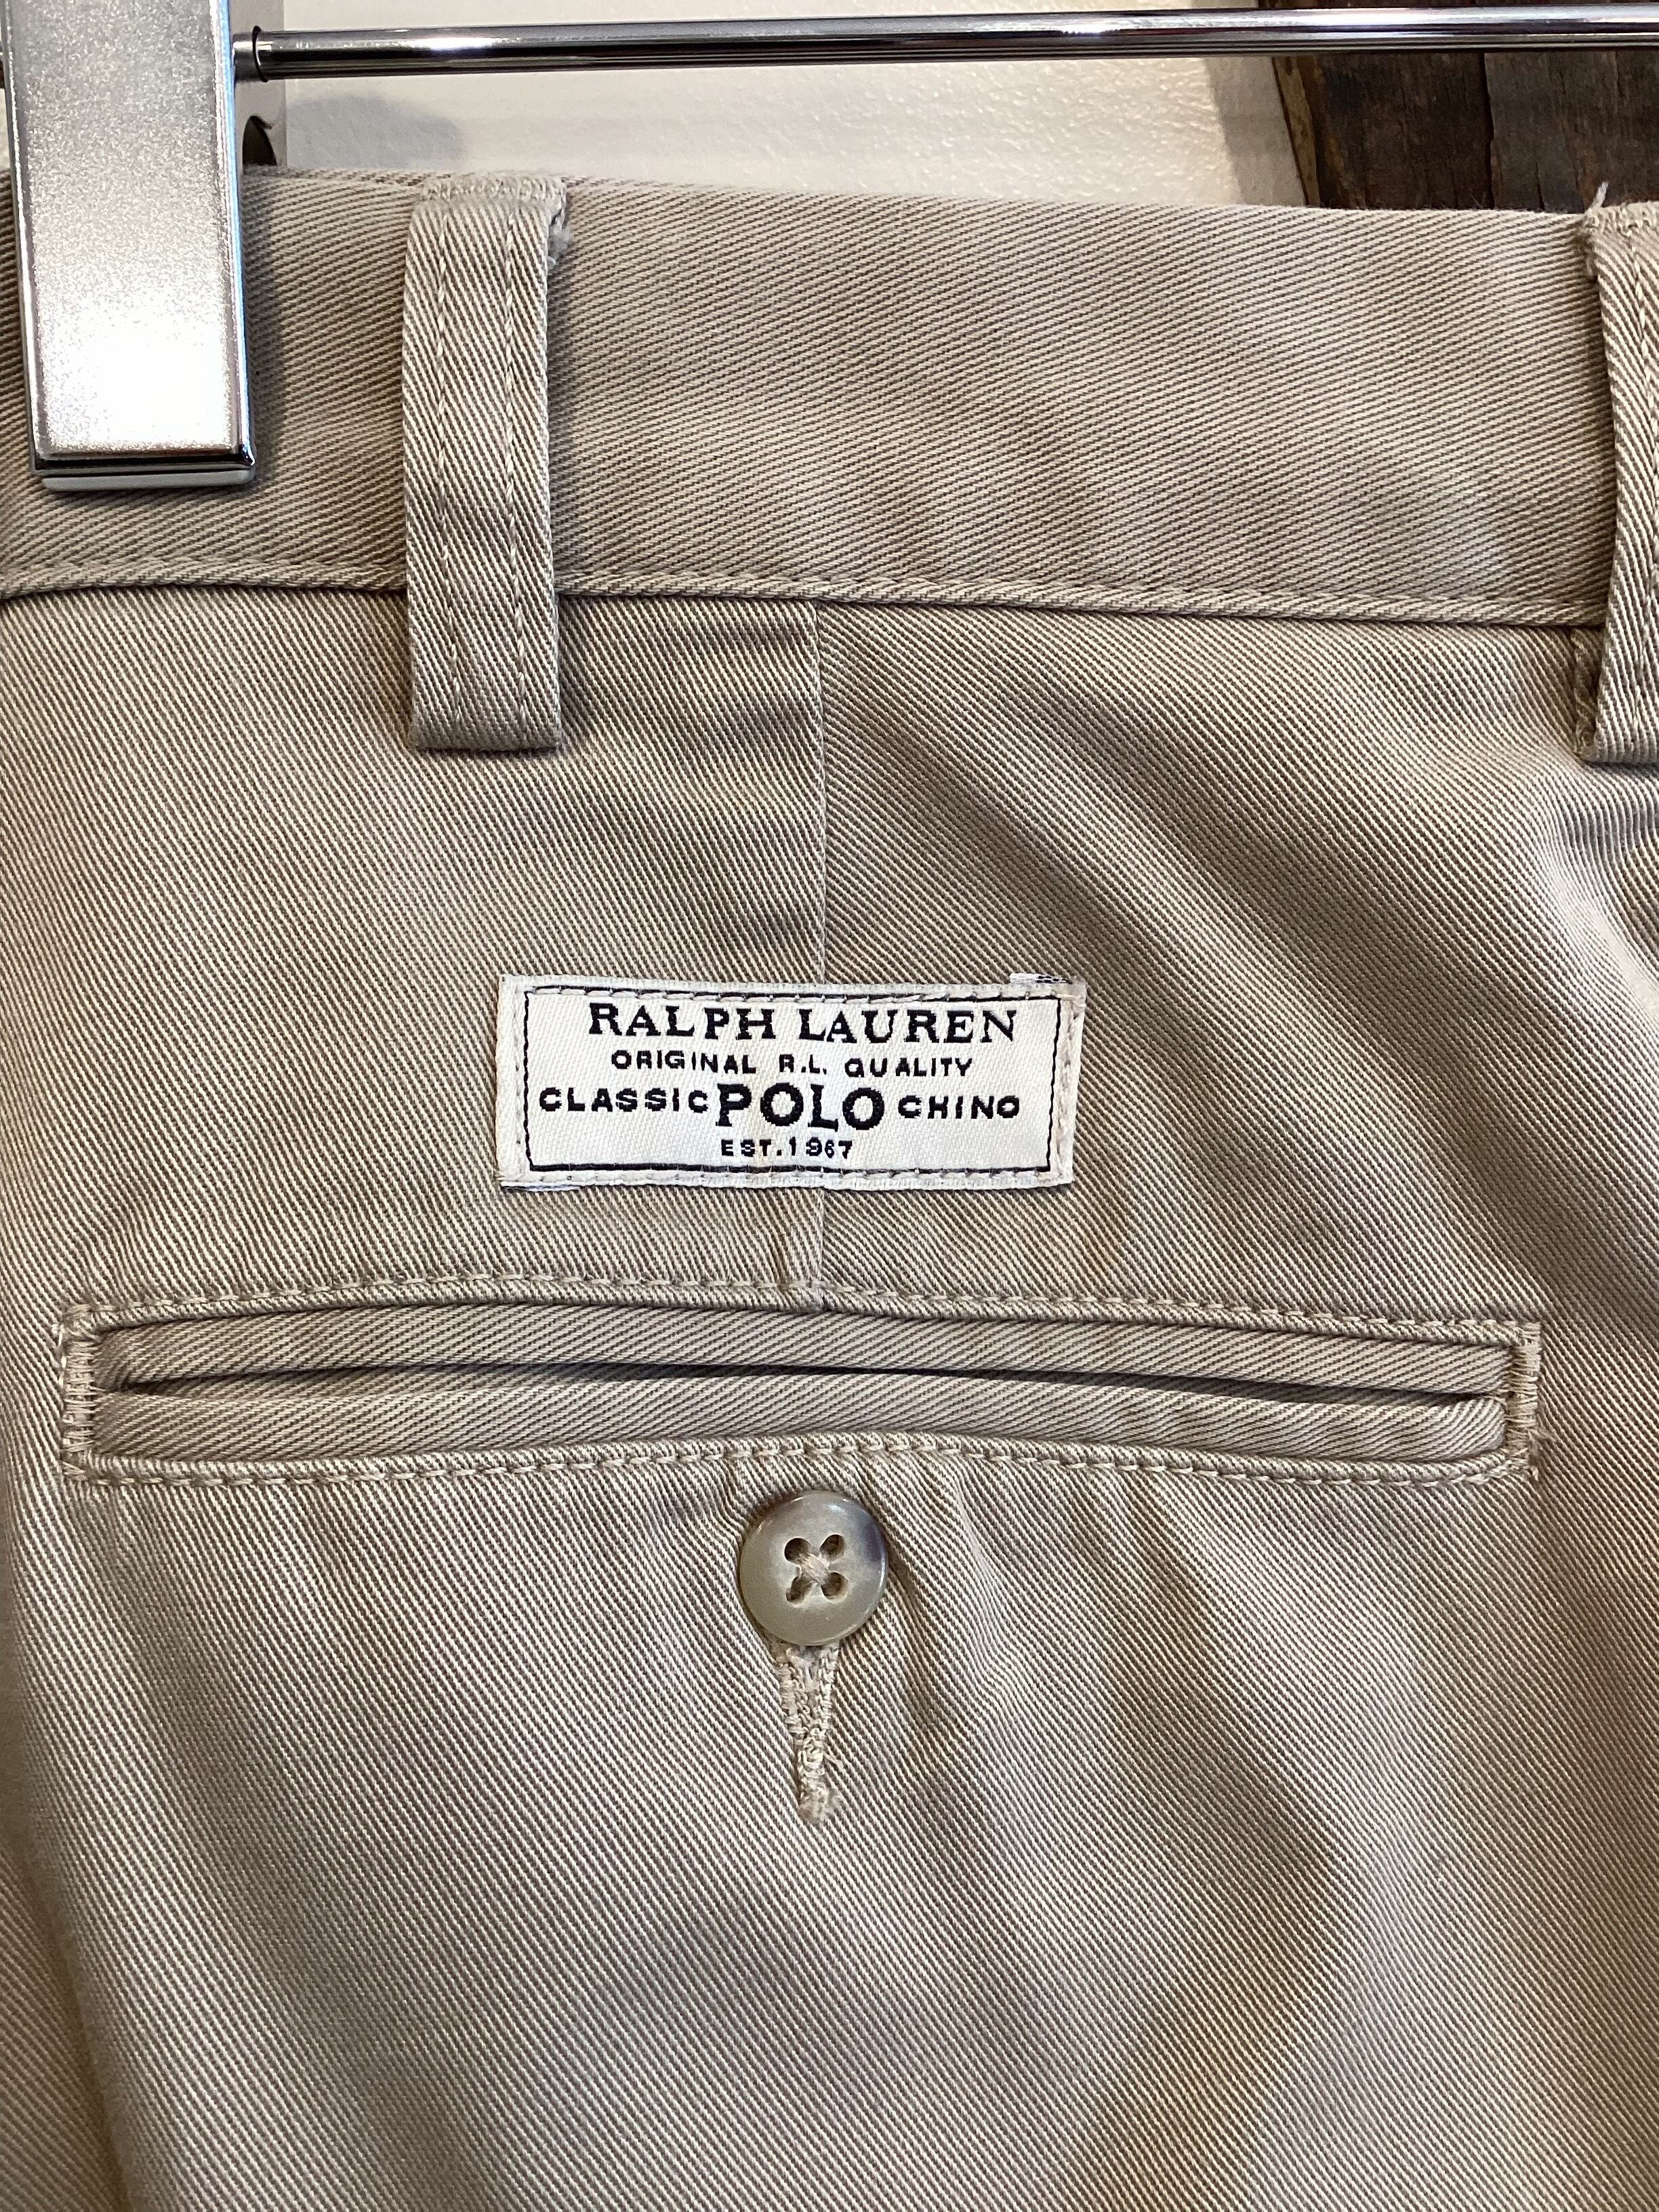 RALPH LAUREN
ORIGINAL R.L. QUALITY
CLASSIC POLO CHINO
EST. 1967